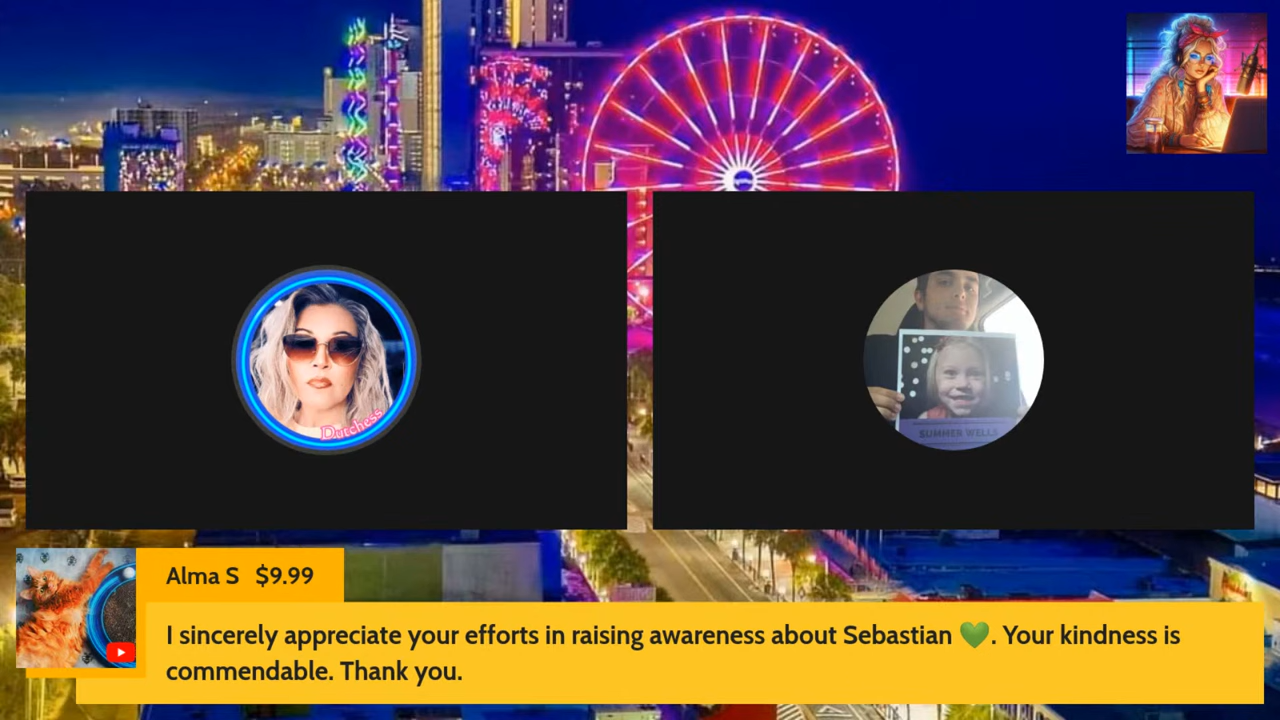 Dutchess
SUMMER WELLS
Alma S $9.99
I sincerely appreciate your efforts in raising awareness about Sebastian 💚. Your kindness is
commendable. Thank you.